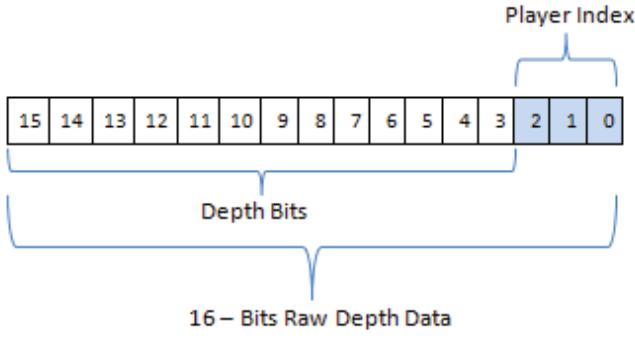 Player Index
15 14 13 12 11 10 9 8 7 6 5 4 3 2 1 0
Depth Bits
16 – Bits Raw Depth Data